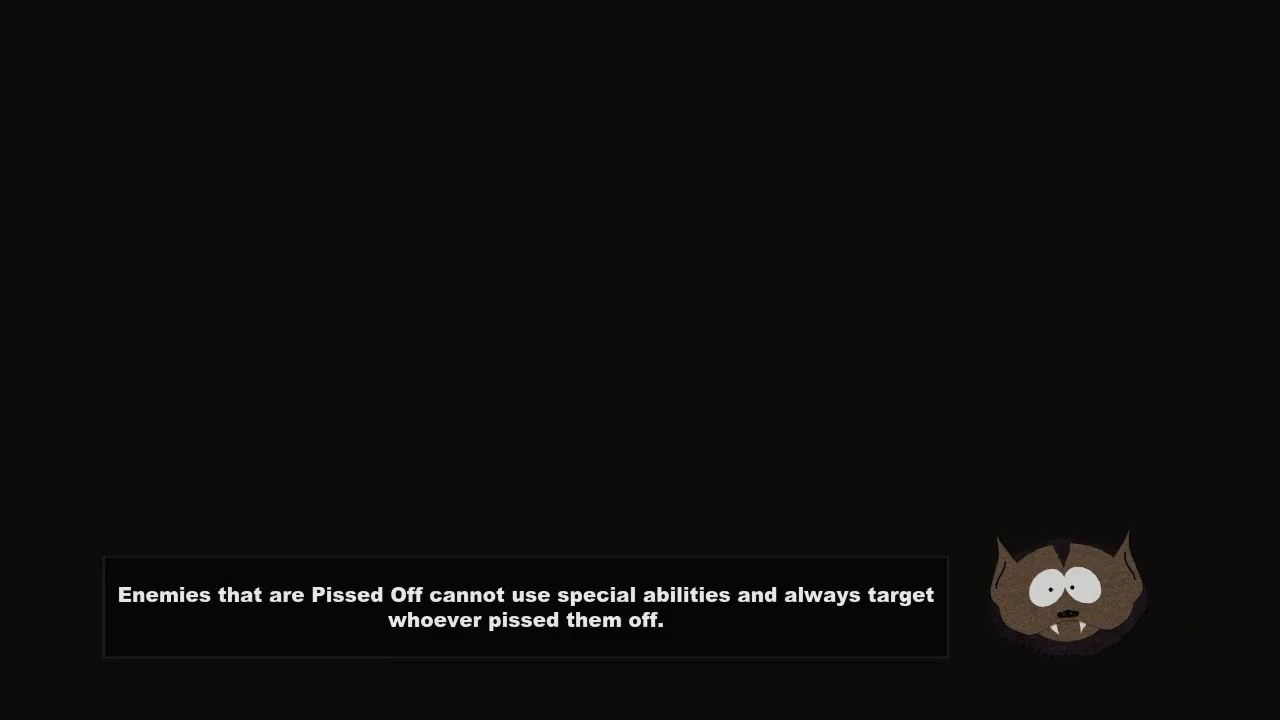 Enemies that are Pissed Off cannot use special abilities and always target
whoever pissed them off.